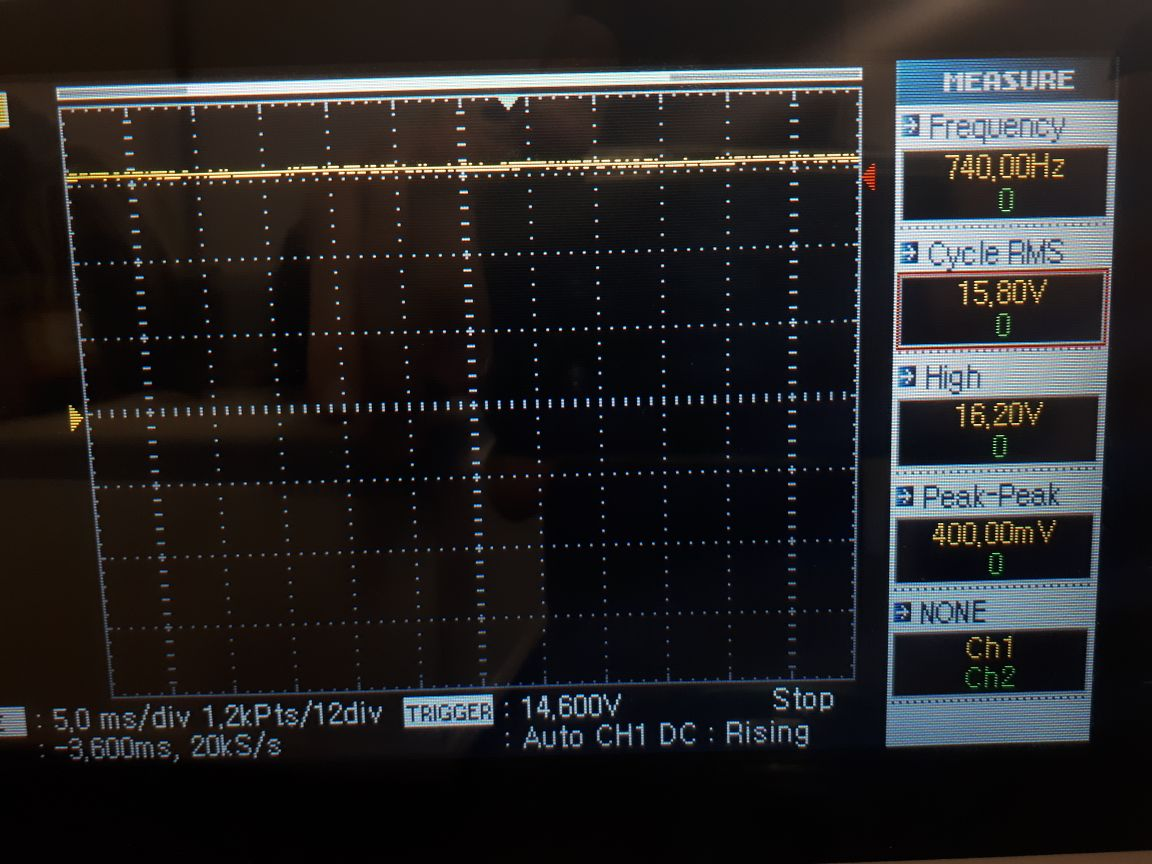 MEASURE
Frequency
740,00Hz
0
Cycle RMS
15,80V
0
High
16,20V
0
Peak-Peak
400,00mV
0
NONE
Ch1
Ch2
: 5,0 ms/div 1,2kPts/12div
: -3,600ms, 20kS/s
TRIGGER : 14,600V
: Auto CH1 DC : Rising
Stop